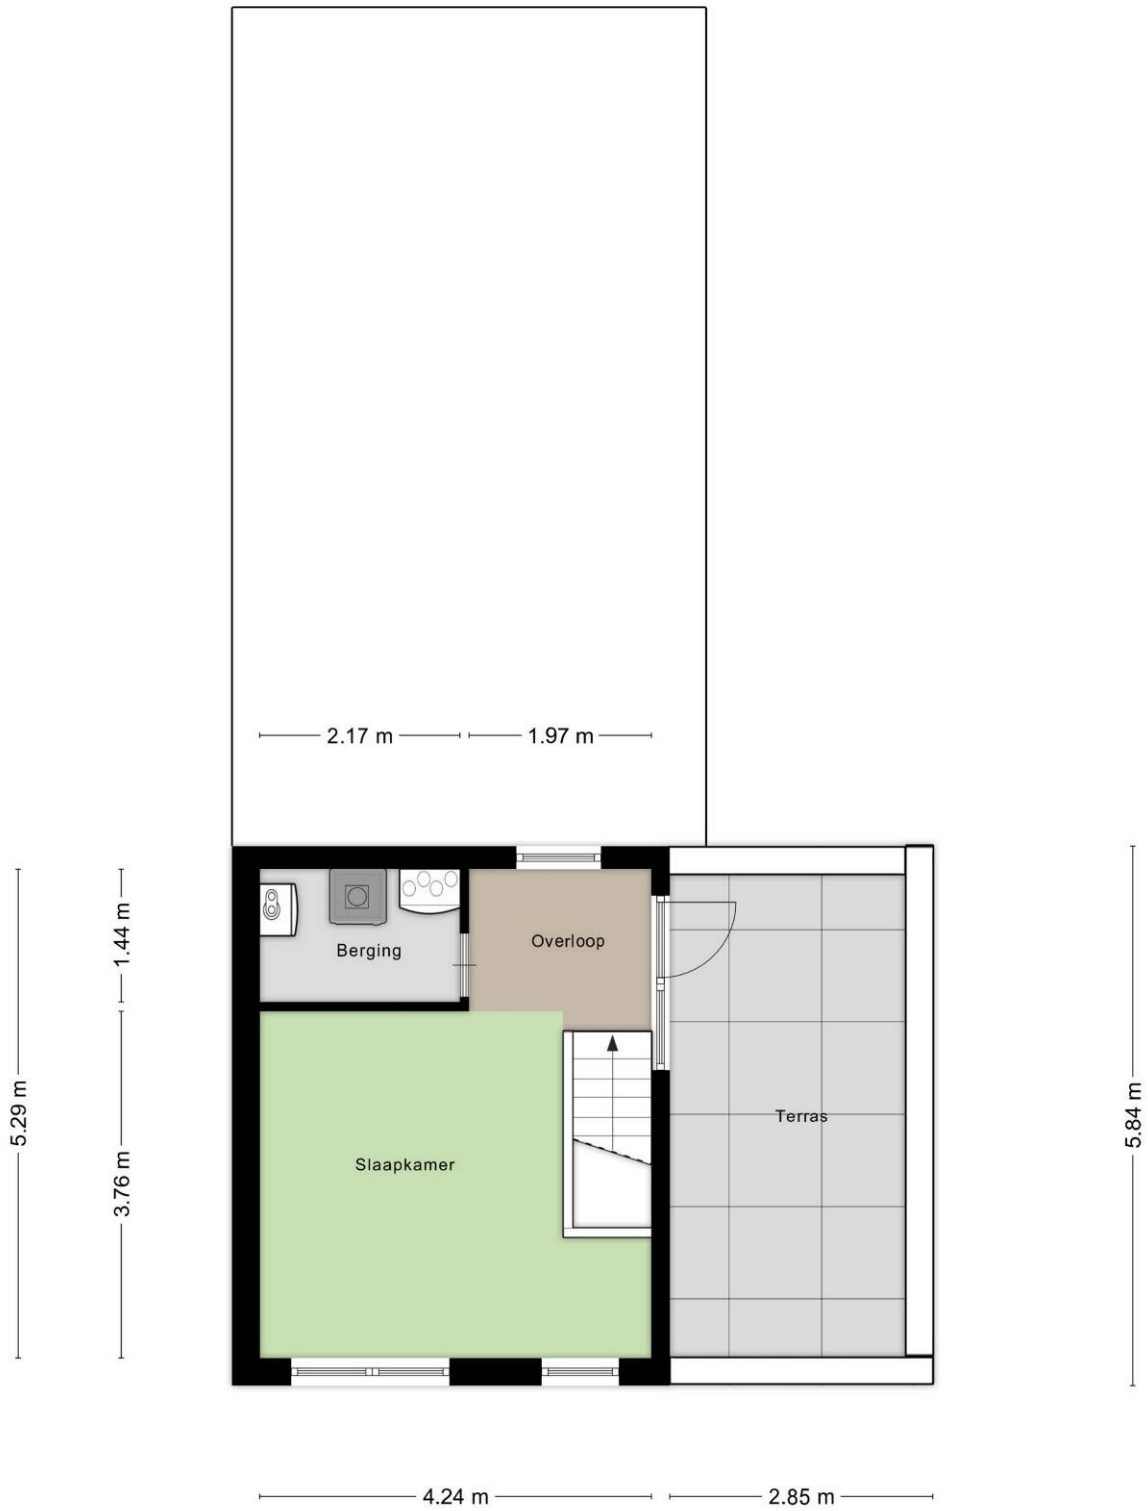 2.17 m
1.97 m
1.44 m
Berging
Overloop
5.29 m
3.76 m
Slaapkamer
Terras
5.84 m
4.24 m
2.85 m